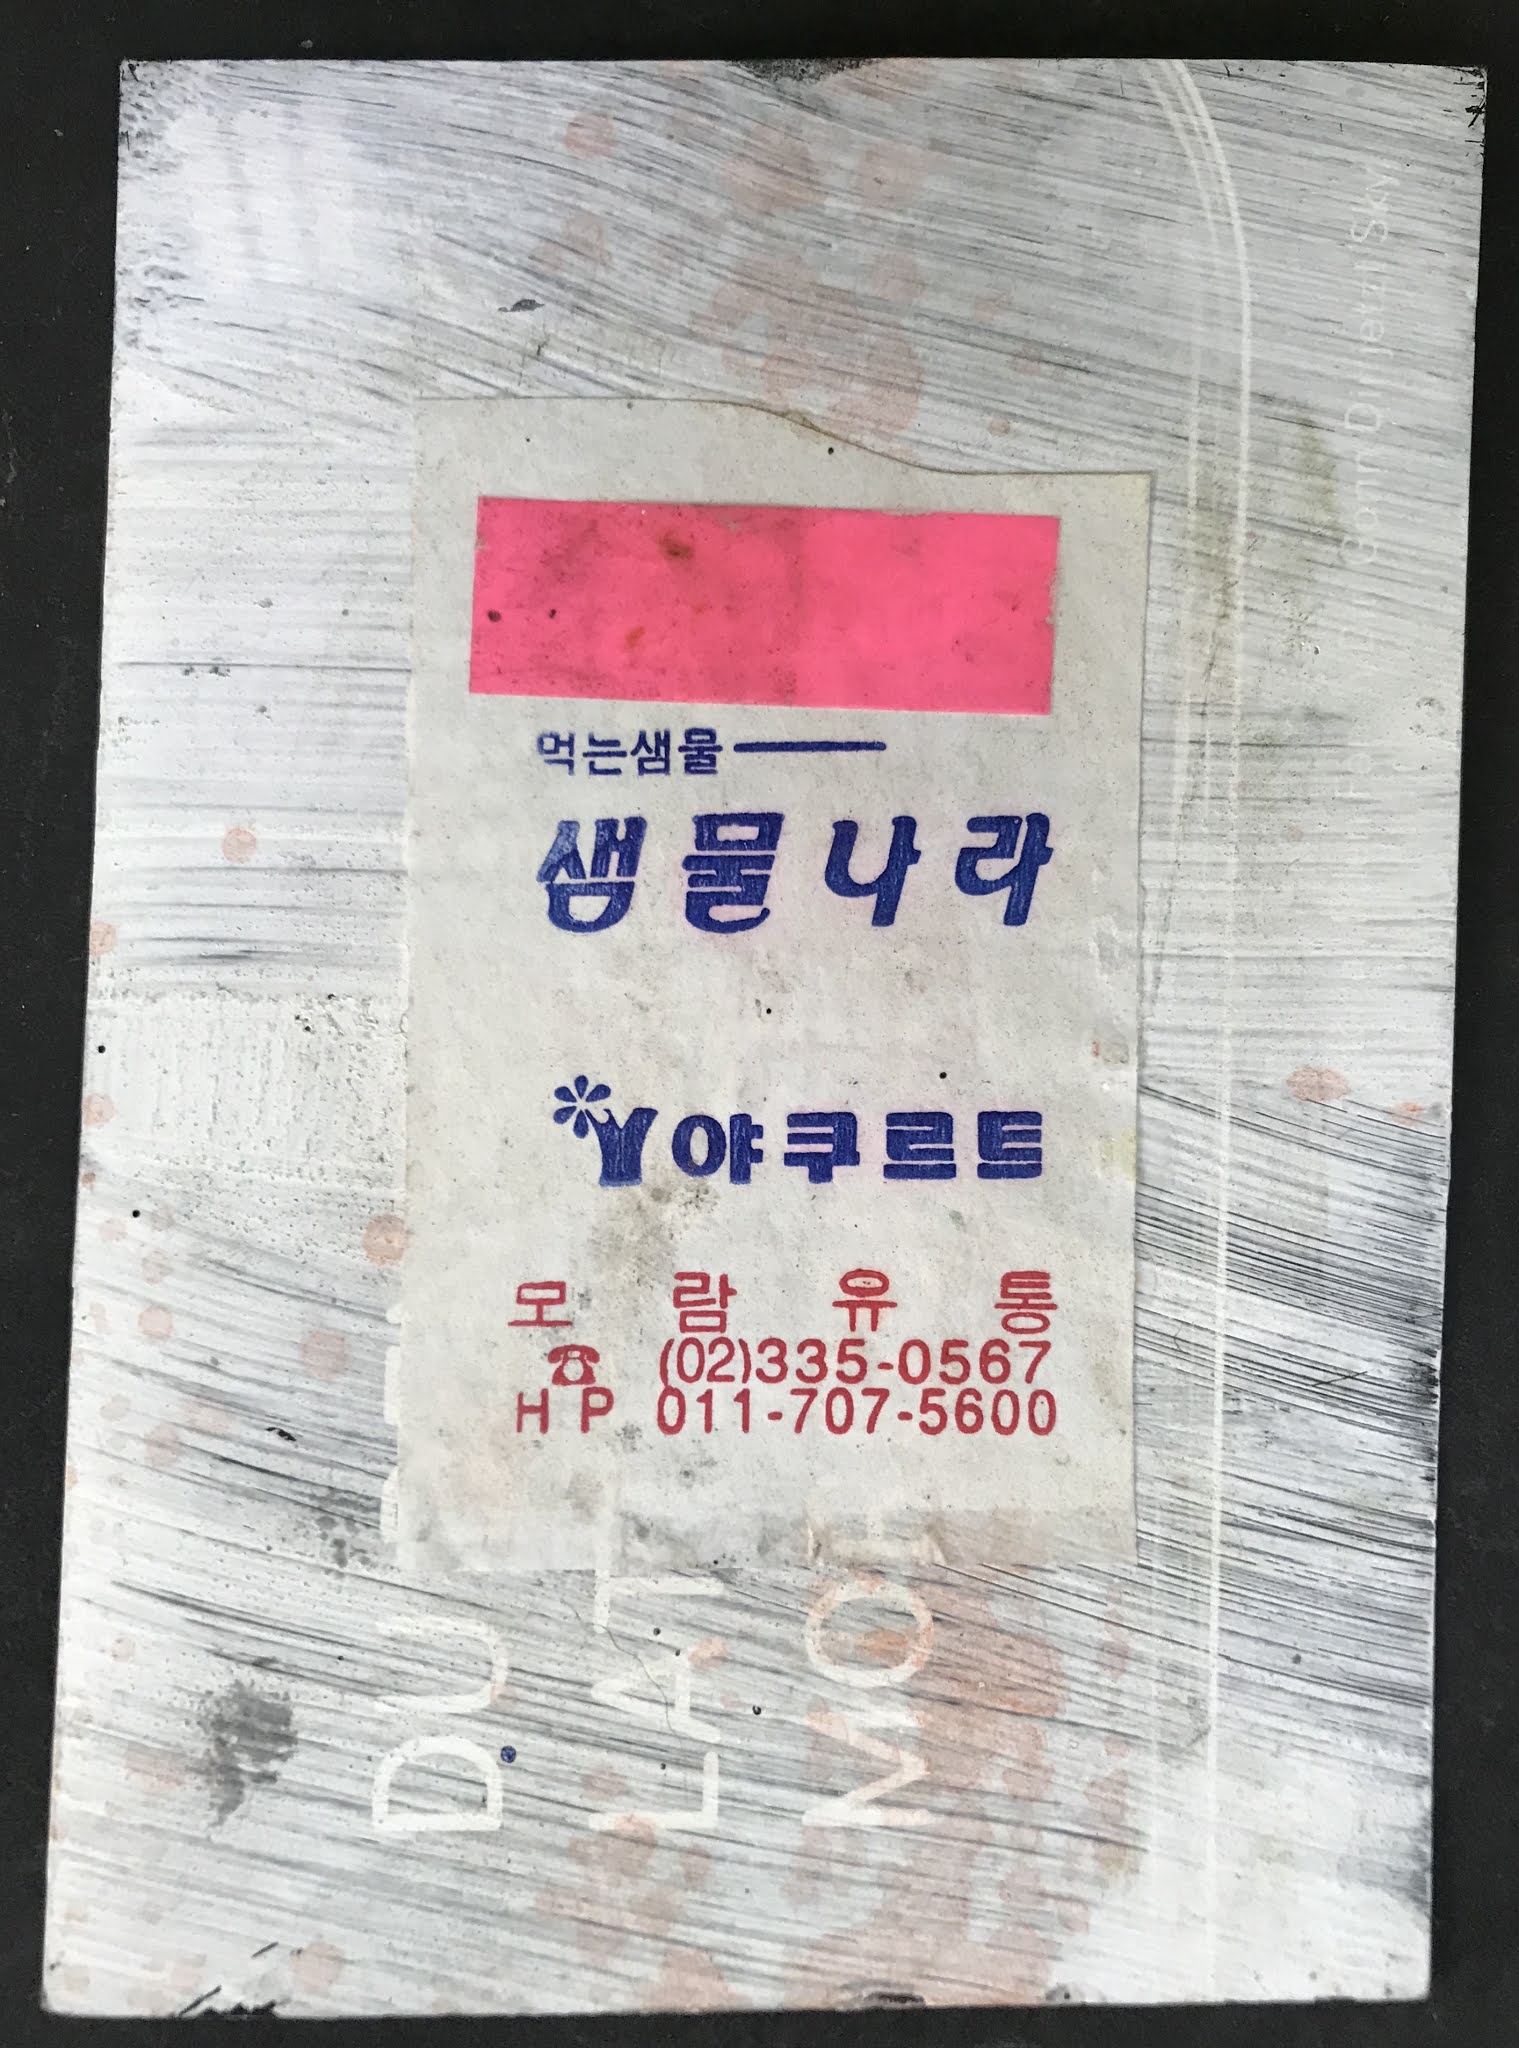 먹는샘물
샘물나라
Y야쿠르트
모람유통
☎ (02)335-0567
HP 011-707-5600
DU